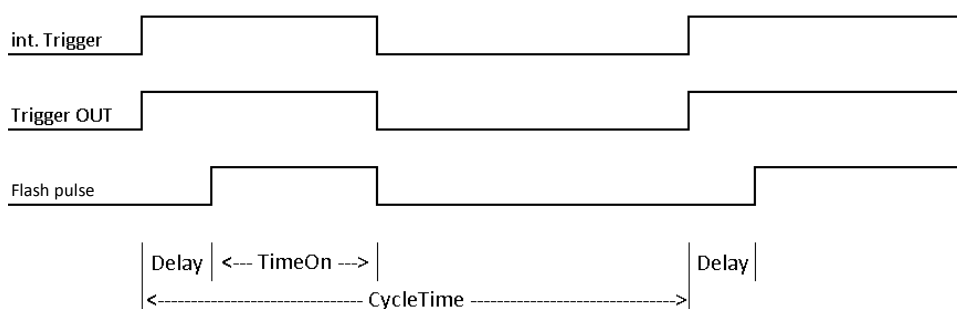 int. Trigger
Trigger OUT
Flash pulse
Delay <--- TimeOn ---> Delay
<------------------------------- CycleTime -------------------------------->